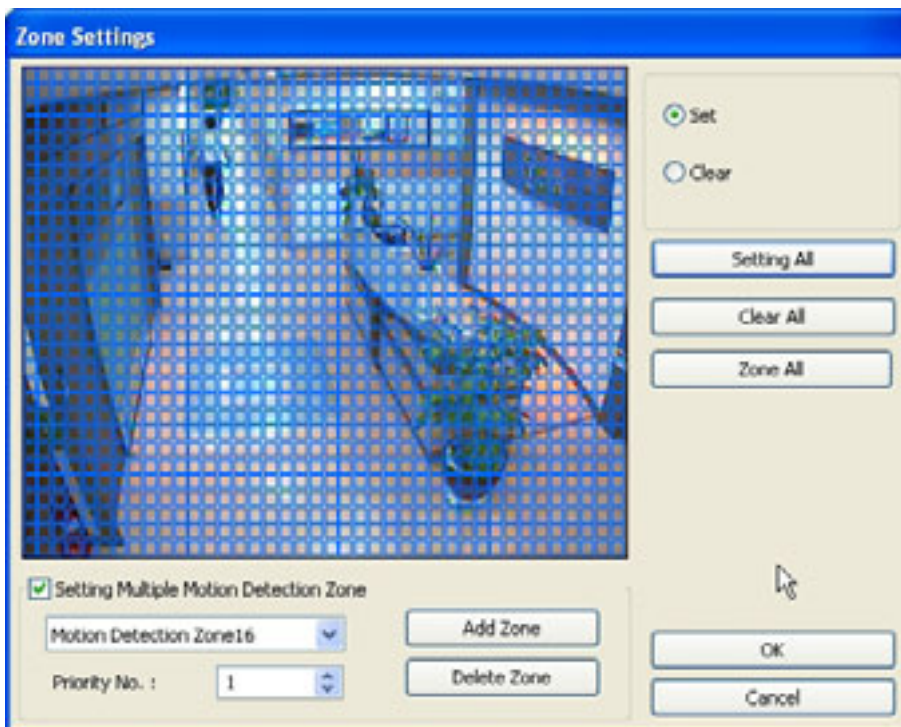 Zone Settings
Set
Clear
Setting All
Clear All
Zone All
Setting Multiple Motion Detection Zone
Motion Detection Zone16
Add Zone
Priority No. :
1
Delete Zone
OK
Cancel